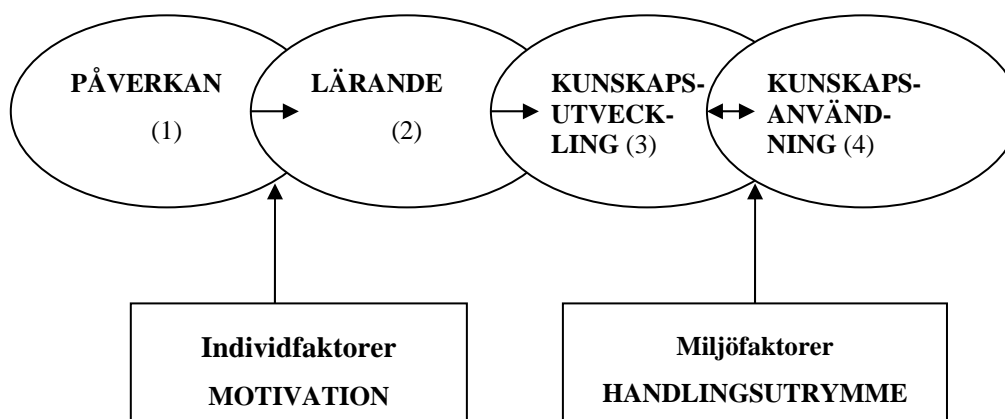 PÅVERKAN
(1)
LÄRANDE
(2)
KUNSKAPS-
UTVECK-
LING (3)
KUNSKAPS-
ANVÄND-
NING (4)
Individfaktorer
MOTIVATION
Miljöfaktorer
HANDLINGSUTRYMME